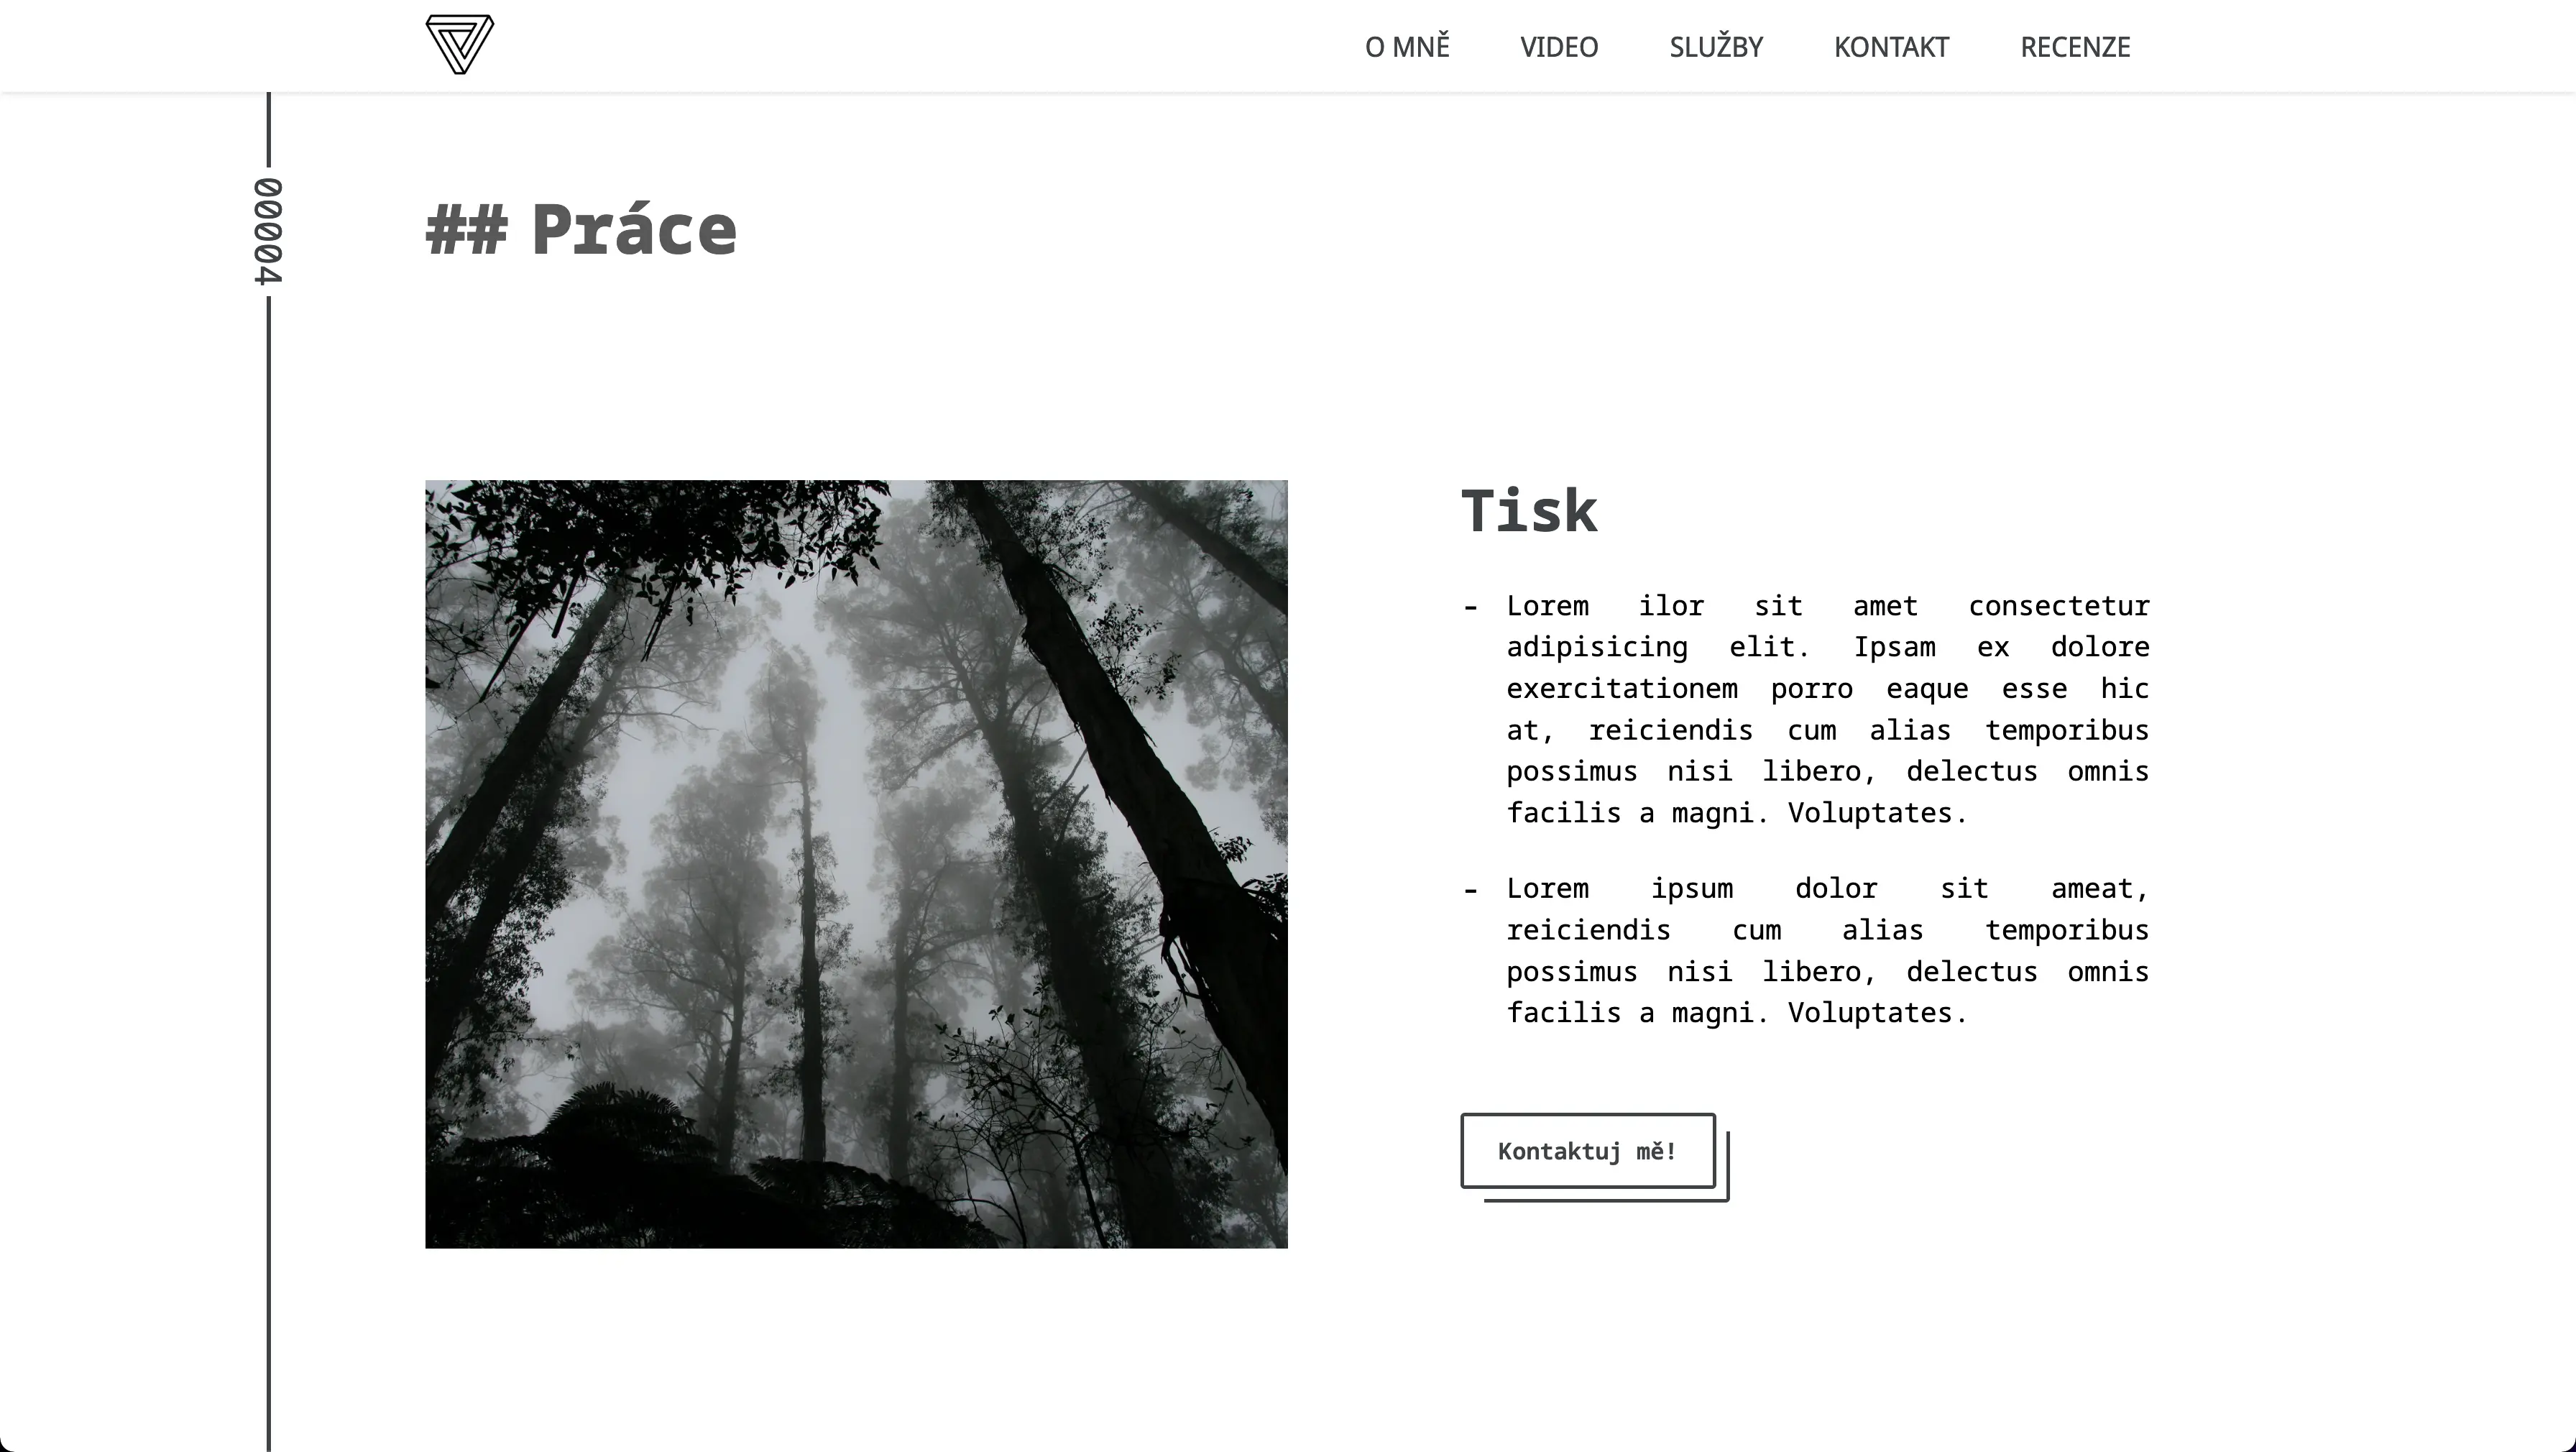 O MNĚ VIDEO SLUŽBY KONTAKT RECENZE
00004
## Práce
Tisk
- Lorem ilor sit amet consectetur
adipisicing elit. Ipsam ex dolore
exercitationem porro eaque esse hic
at, reiciendis cum alias temporibus
possimus nisi libero, delectus omnis
facilis a magni. Voluptates.
- Lorem ipsum dolor sit ameat,
reiciendis cum alias temporibus
possimus nisi libero, delectus omnis
facilis a magni. Voluptates.
Kontaktuj mě!